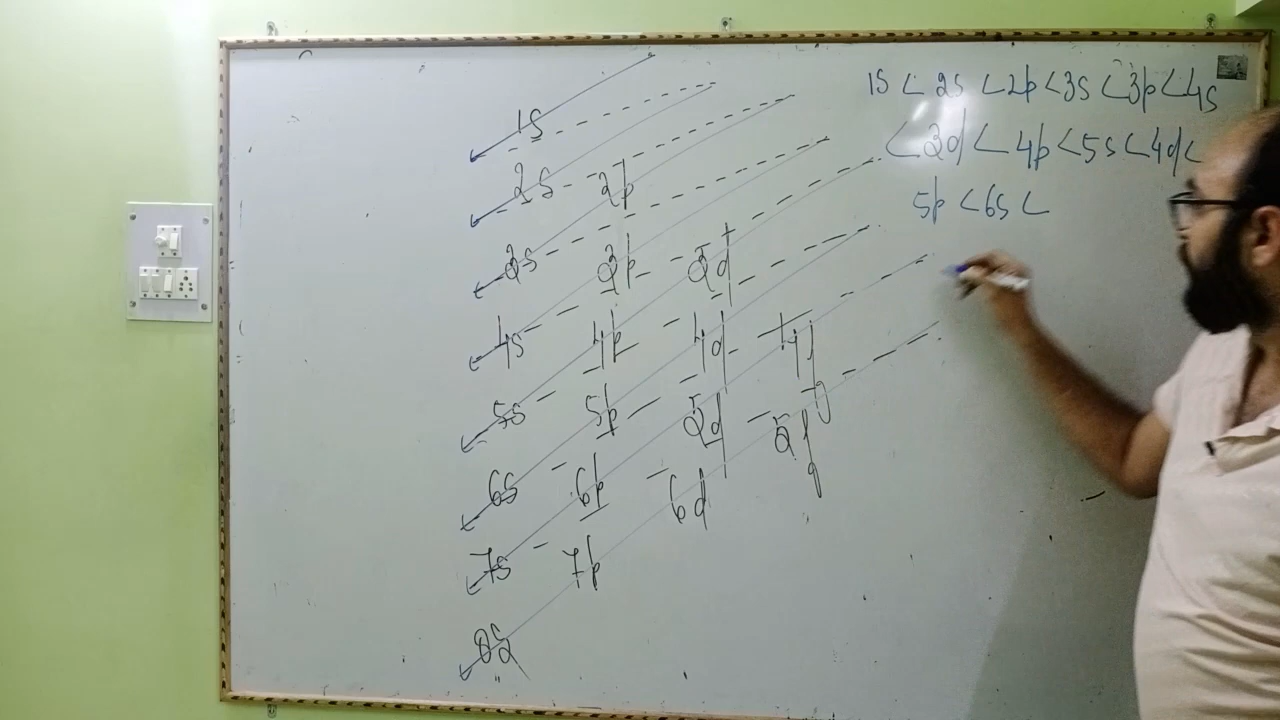 1s
2s 2p
3s 3p 3d
4s 4p 4d 4f
5s 5p 5d 5f
6s 6p 6d
7s 7p
8s
1s < 2s < 2p < 3s < 3p < 4s
< 3d < 4p < 5s < 4d <
5p < 6s <